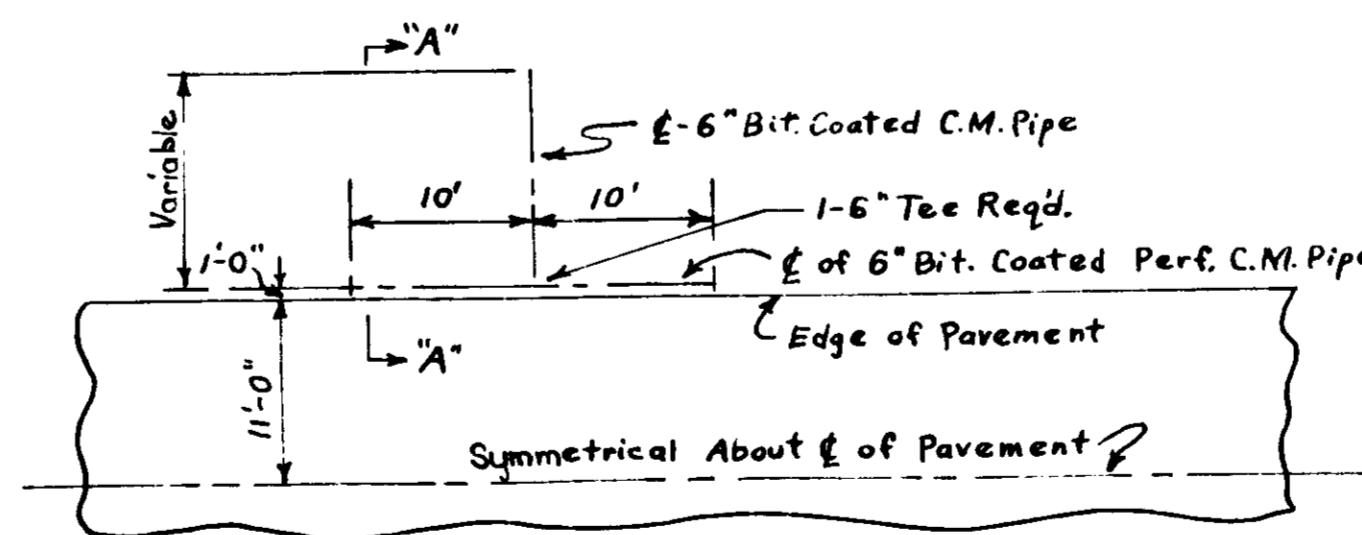 "A"
℄-6" Bit. Coated C.M. Pipe
Variable
10'
10'
1-6" Tee Req'd.
1'-0"
℄ of 6" Bit. Coated Perf. C.M. Pipe
Edge of Pavement
"A"
11'-0"
Symmetrical About ℄ of Pavement